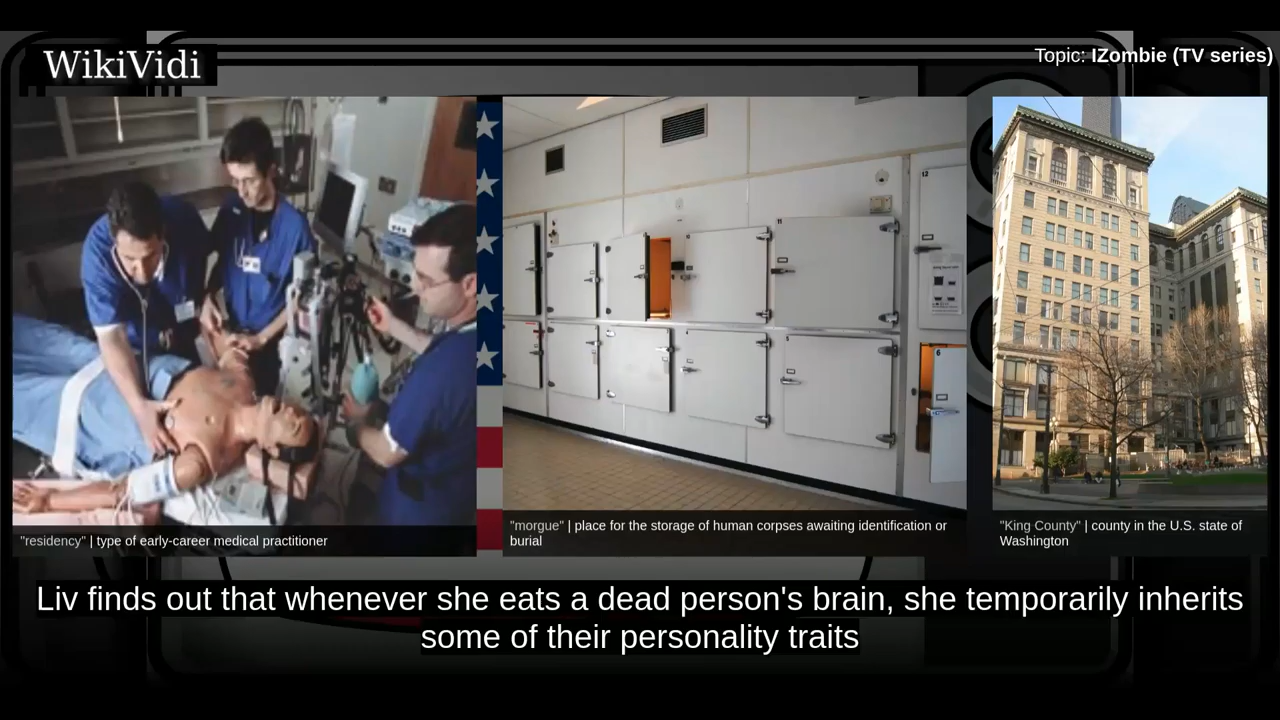 WikiVidi
Topic: IZombie (TV series)
"residency" | type of early-career medical practitioner
"morgue" | place for the storage of human corpses awaiting identification or
burial
"King County" | county in the U.S. state of
Washington
Liv finds out that whenever she eats a dead person's brain, she temporarily inherits
some of their personality traits